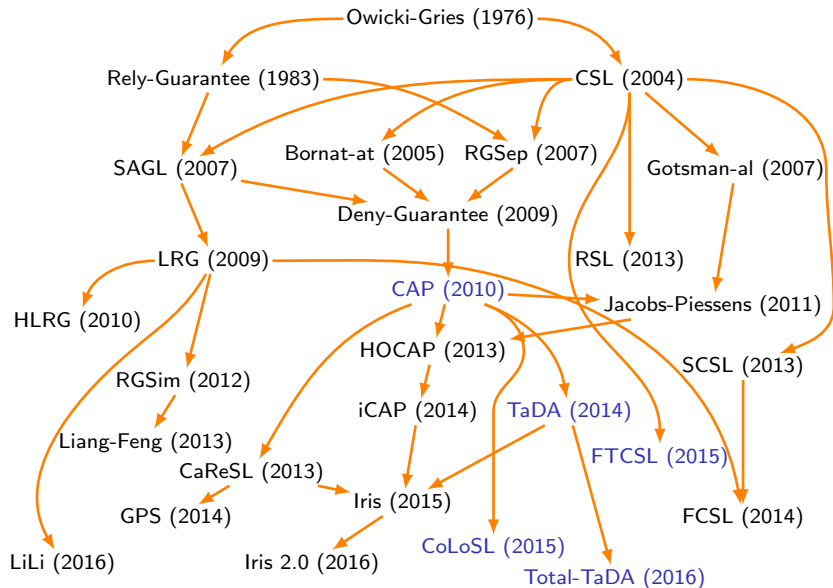 Owicki-Gries (1976)
Rely-Guarantee (1983)
CSL (2004)
Bornat-at (2005)
RGSep (2007)
SAGL (2007)
Gotsman-al (2007)
Deny-Guarantee (2009)
LRG (2009)
RSL (2013)
CAP (2010)
Jacobs-Piessens (2011)
HLRG (2010)
HOCAP (2013)
SCSL (2013)
RGSim (2012)
iCAP (2014)
TaDA (2014)
Liang-Feng (2013)
FTCSL (2015)
CaReSL (2013)
Iris (2015)
GPS (2014)
FCSL (2014)
CoLoSL (2015)
LiLi (2016)
Iris 2.0 (2016)
Total-TaDA (2016)